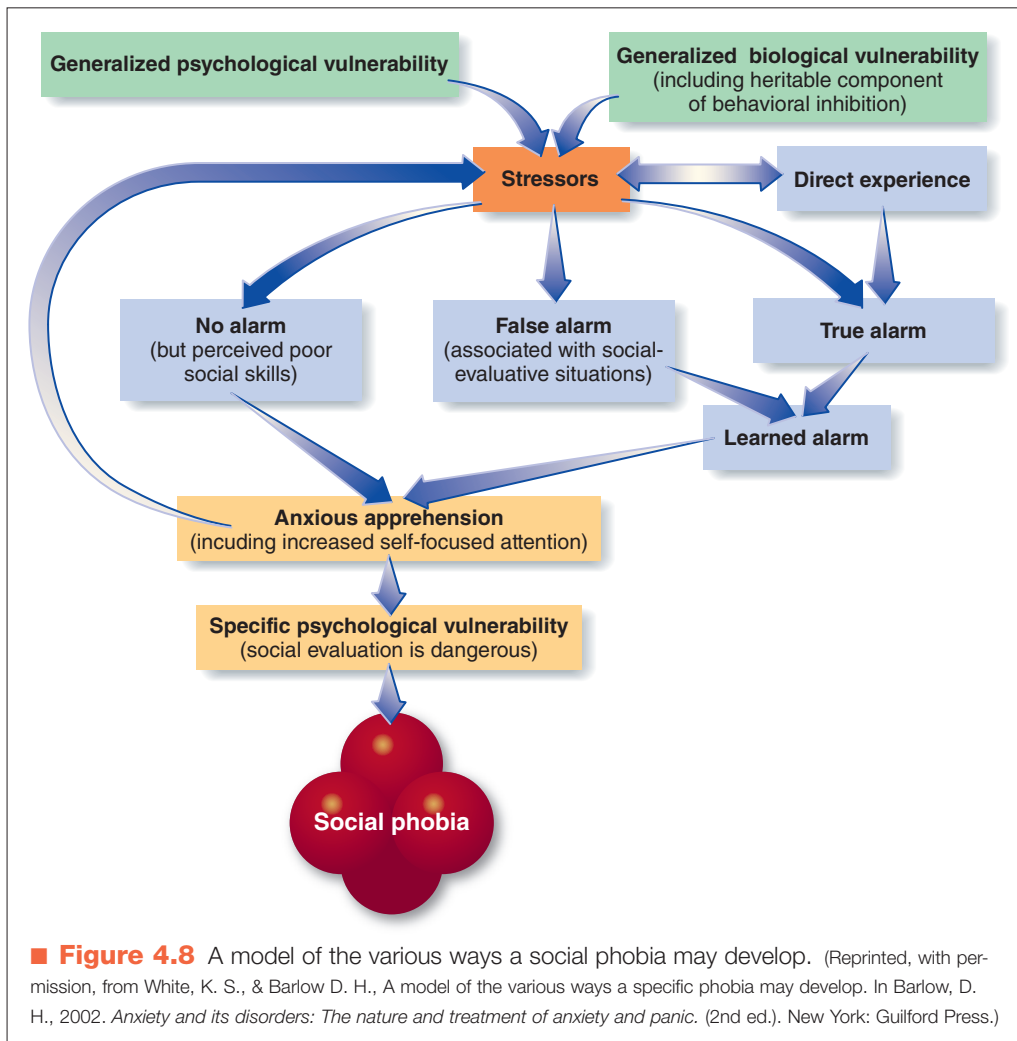 Generalized psychological vulnerability
Generalized biological vulnerability
(including heritable component
of behavioral inhibition)
Stressors
Direct experience
No alarm
(but perceived poor
social skills)
False alarm
(associated with social-
evaluative situations)
True alarm
Learned alarm
Anxious apprehension
(incuding increased self-focused attention)
Specific psychological vulnerability
(social evaluation is dangerous)
Social phobia
■ Figure 4.8 A model of the various ways a social phobia may develop. (Reprinted, with per-
mission, from White, K. S., & Barlow D. H., A model of the various ways a specific phobia may develop. In Barlow, D.
H., 2002. Anxiety and its disorders: The nature and treatment of anxiety and panic. (2nd ed.). New York: Guilford Press.)